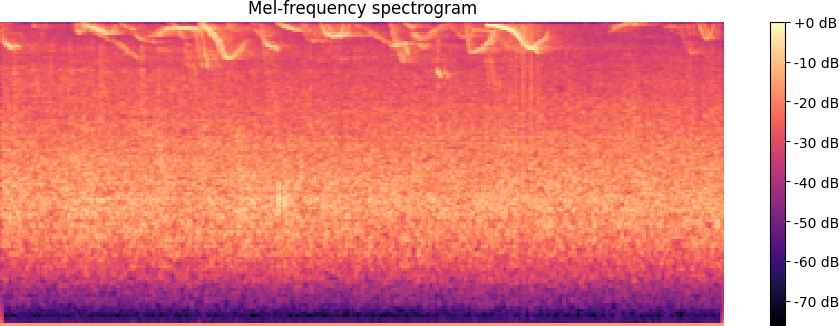 Mel-frequency spectrogram
+0 dB
-10 dB
-20 dB
-30 dB
-40 dB
-50 dB
-60 dB
-70 dB